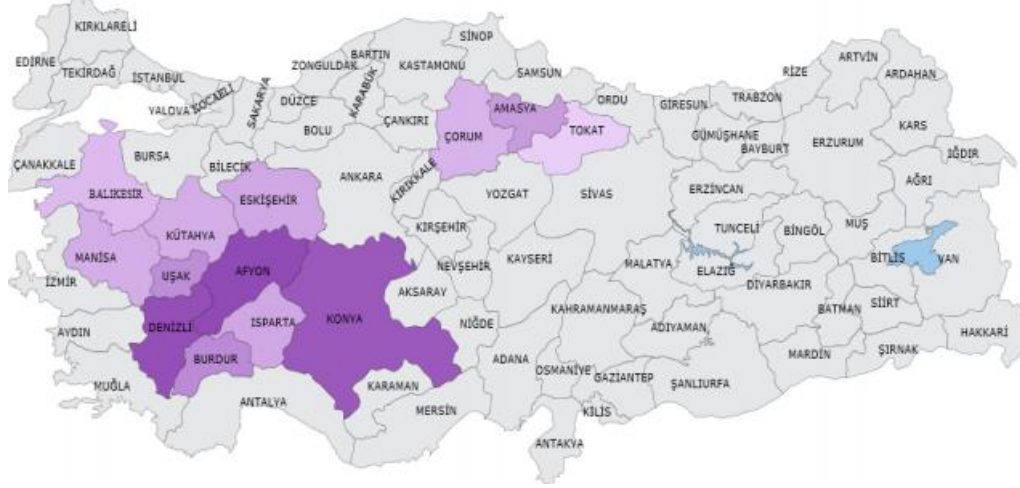 KIRKLARELİ
EDİRNE
TEKİRDAĞ
İSTANBUL
YALOVA
KOCAELİ
SAKARYA
DÜZCE
ZONGULDAK
BARTIN
KARABÜK
KASTAMONU
SİNOP
SAMSUN
ORDU
GİRESUN
TRABZON
RİZE
ARTVİN
ARDAHAN
KARS
IĞDIR
AĞRI
ERZURUM
BAYBURT
GÜMÜŞHANE
TOKAT
AMASYA
ÇORUM
ÇANKIRI
BOLU
BİLECİK
BURSA
ÇANAKKALE
BALIKESİR
KÜTAHYA
ESKİŞEHİR
ANKARA
KIRIKKALE
YOZGAT
SİVAS
ERZİNCAN
TUNCELİ
BİNGÖL
MUŞ
BİTLİS
VAN
ELAZIĞ
MALATYA
KAYSERİ
KIRŞEHİR
NEVŞEHİR
AKSARAY
KONYA
AFYON
UŞAK
MANİSA
İZMİR
AYDIN
DENİZLİ
BURDUR
ISPARTA
MUĞLA
ANTALYA
KARAMAN
MERSİN
NİĞDE
ADANA
KAHRAMANMARAŞ
OSMANİYE
GAZİANTEP
KİLİS
ANTAKYA
ADIYAMAN
ŞANLIURFA
DİYARBAKIR
MARDİN
BATMAN
SİİRT
ŞIRNAK
HAKKARİ